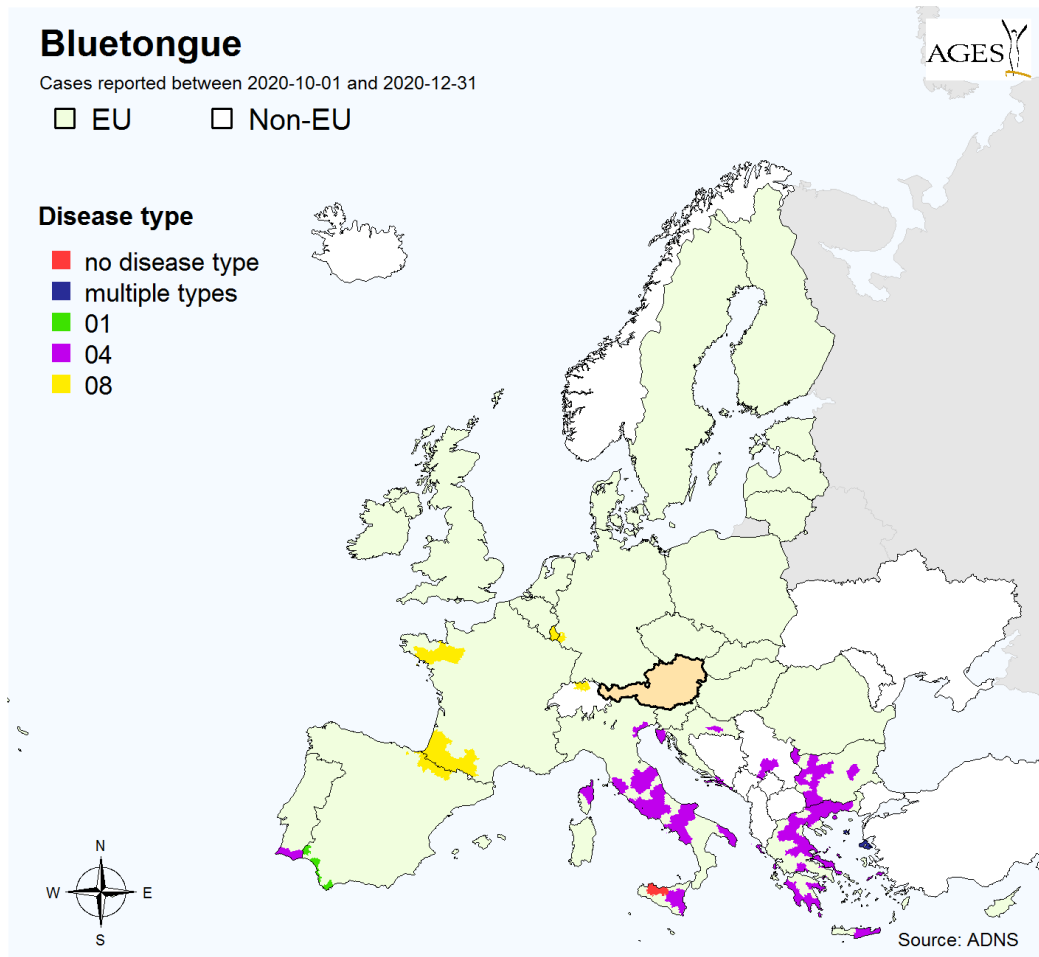 Bluetongue
Cases reported between 2020-10-01 and 2020-12-31
EU
Non-EU
AGES
Disease type
no disease type
multiple types
01
04
08
N
W
E
S
Source: ADNS